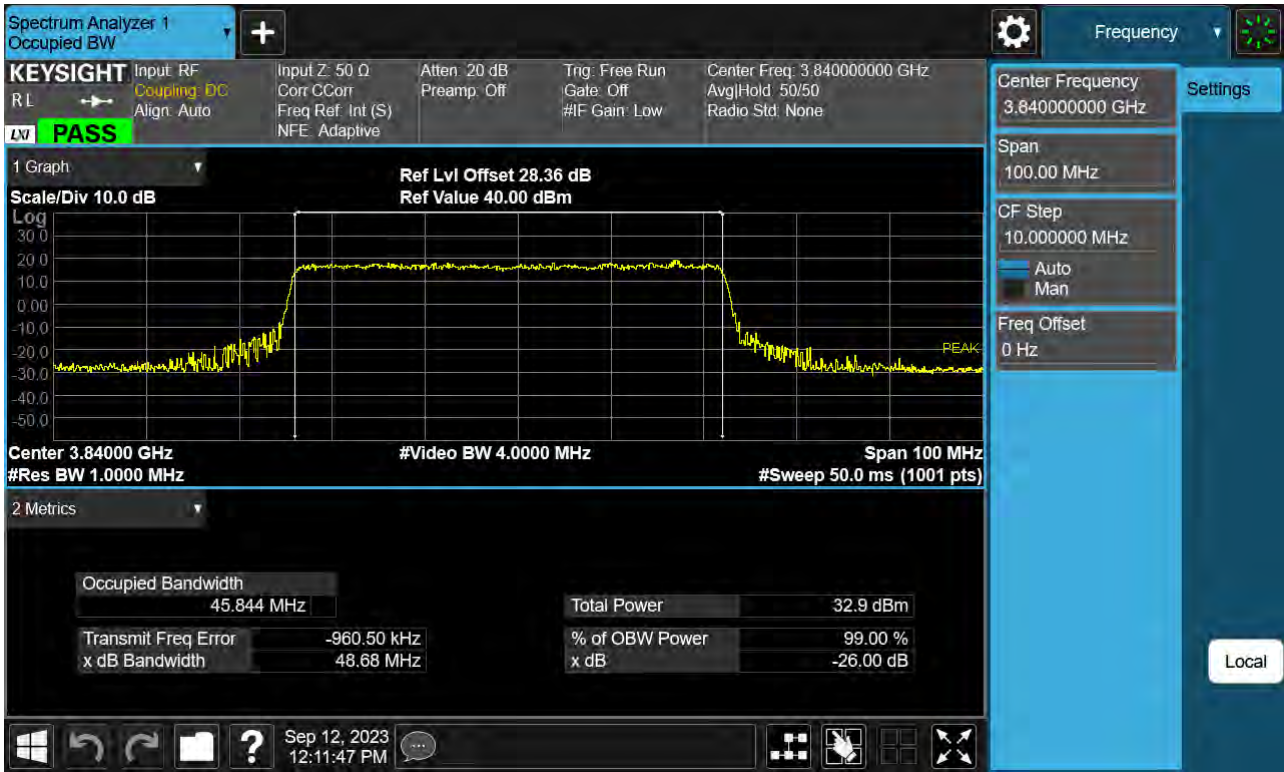 Spectrum Analyzer 1
Occupied BW
+
Frequency
KEYSIGHT
RL
LXI
PASS
Input: RF
Coupling: DC
Align: Auto
Input Z: 50 Ω
Corr CCorr
Freq Ref: Int (S)
NFE: Adaptive
Atten: 20 dB
Preamp: Off
Trig: Free Run
Gate: Off
#IF Gain: Low
Center Freq: 3.840000000 GHz
Avg|Hold: 50/50
Radio Std: None
1 Graph
Scale/Div 10.0 dB
Ref Lvl Offset 28.36 dB
Ref Value 40.00 dBm
Log
30.0
20.0
10.0
0.00
-10.0
-20.0
-30.0
-40.0
-50.0
PEAK
Center 3.84000 GHz
#Video BW 4.0000 MHz
Span 100 MHz
#Res BW 1.0000 MHz
#Sweep 50.0 ms (1001 pts)
2 Metrics
Occupied Bandwidth
45.844 MHz
Total Power 32.9 dBm
Transmit Freq Error -960.50 kHz
% of OBW Power 99.00 %
x dB Bandwidth 48.68 MHz
x dB -26.00 dB
Center Frequency
3.840000000 GHz
Span
100.00 MHz
CF Step
10.000000 MHz
Auto
Man
Freq Offset
0 Hz
Settings
Local
?
Sep 12, 2023
12:11:47 PM